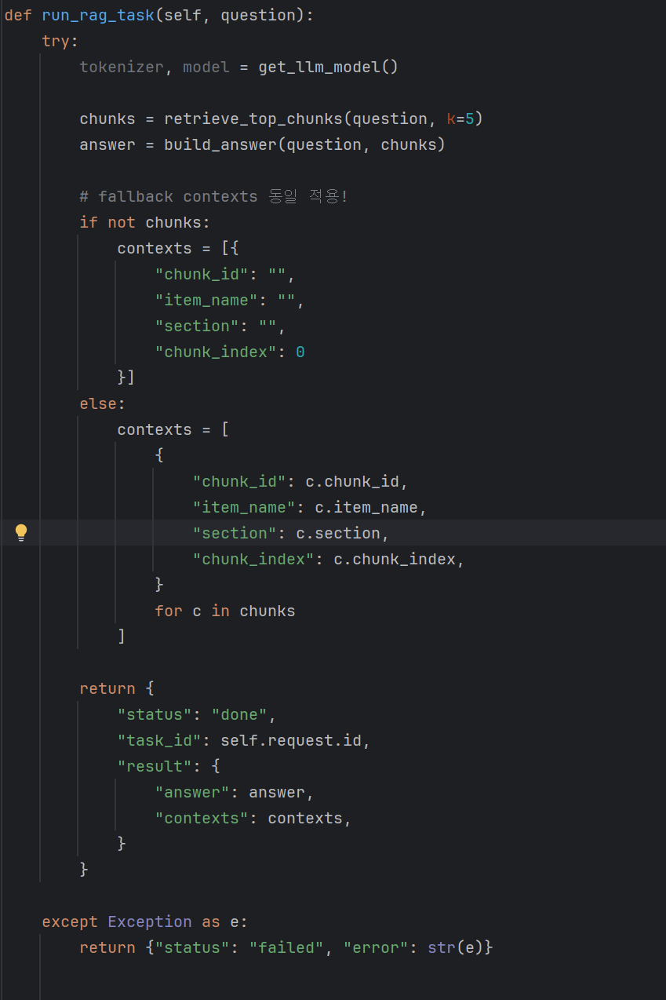 def run_rag_task(self, question):
    try:
        tokenizer, model = get_llm_model()

        chunks = retrieve_top_chunks(question, k=5)
        answer = build_answer(question, chunks)

        # fallback contexts 동일 적용!
        if not chunks:
            contexts = [{
                "chunk_id": "",
                "item_name": "",
                "section": "",
                "chunk_index": 0
            }]
        else:
            contexts = [
                {
                    "chunk_id": c.chunk_id,
                    "item_name": c.item_name,
                    "section": c.section,
                    "chunk_index": c.chunk_index,
                }
                for c in chunks
            ]

        return {
            "status": "done",
            "task_id": self.request.id,
            "result": {
                "answer": answer,
                "contexts": contexts,
            }
        }

    except Exception as e:
        return {"status": "failed", "error": str(e)}